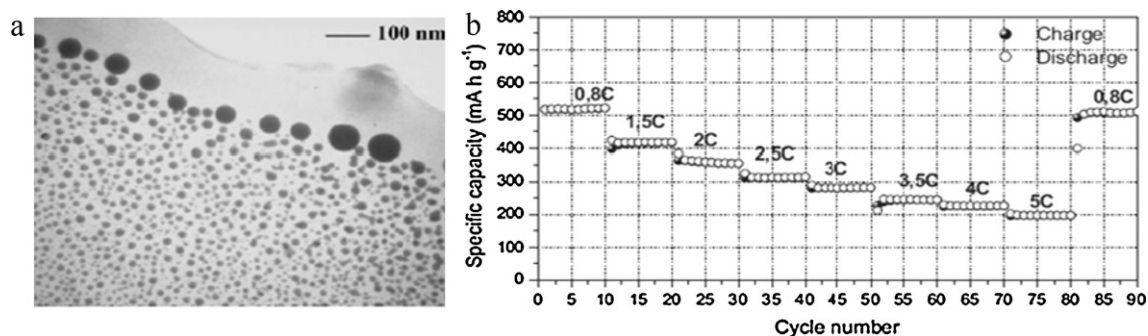 a
100 nm
b
Specific capacity (mA h g⁻¹)
800
700
600
500
400
300
200
100
0
Charge
Discharge
0,8C
1,5C
2C
2,5C
3C
3,5C
4C
5C
0,8C
0 5 10 15 20 25 30 35 40 45 50 55 60 65 70 75 80 85 90
Cycle number